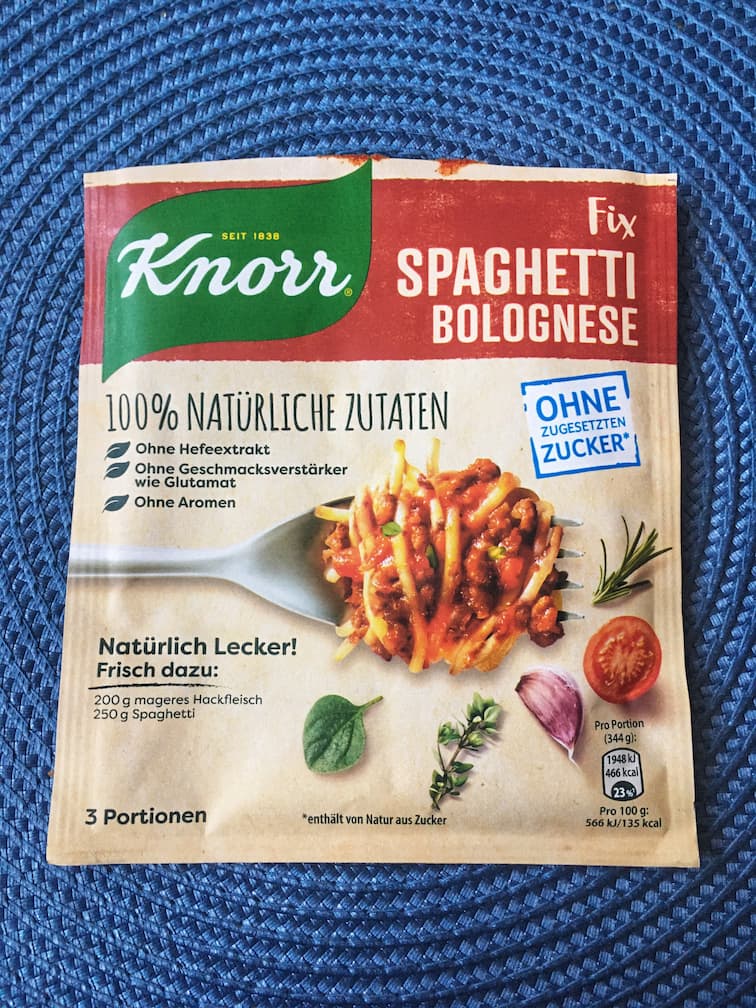 SEIT 1838
Knorr®
Fix
SPAGHETTI
BOLOGNESE
100% NATÜRLICHE ZUTATEN
Ohne Hefeextrakt
Ohne Geschmacksverstärker
wie Glutamat
Ohne Aromen
OHNE
ZUGESETZTEN
ZUCKER*
Natürlich Lecker!
Frisch dazu:
200 g mageres Hackfleisch
250 g Spaghetti
3 Portionen
*enthält von Natur aus Zucker
Pro Portion
(344 g):
1948 kJ
466 kcal
23%
Pro 100 g:
566 kJ/135 kcal